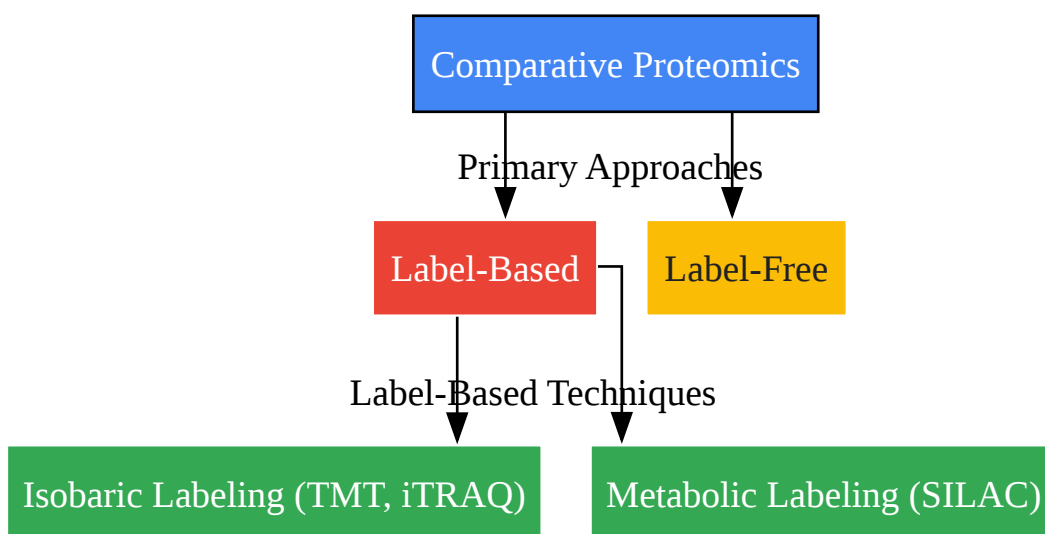 Comparative Proteomics
Primary Approaches
Label-Based
Label-Free
Label-Based Techniques
Isobaric Labeling (TMT, iTRAQ)
Metabolic Labeling (SILAC)